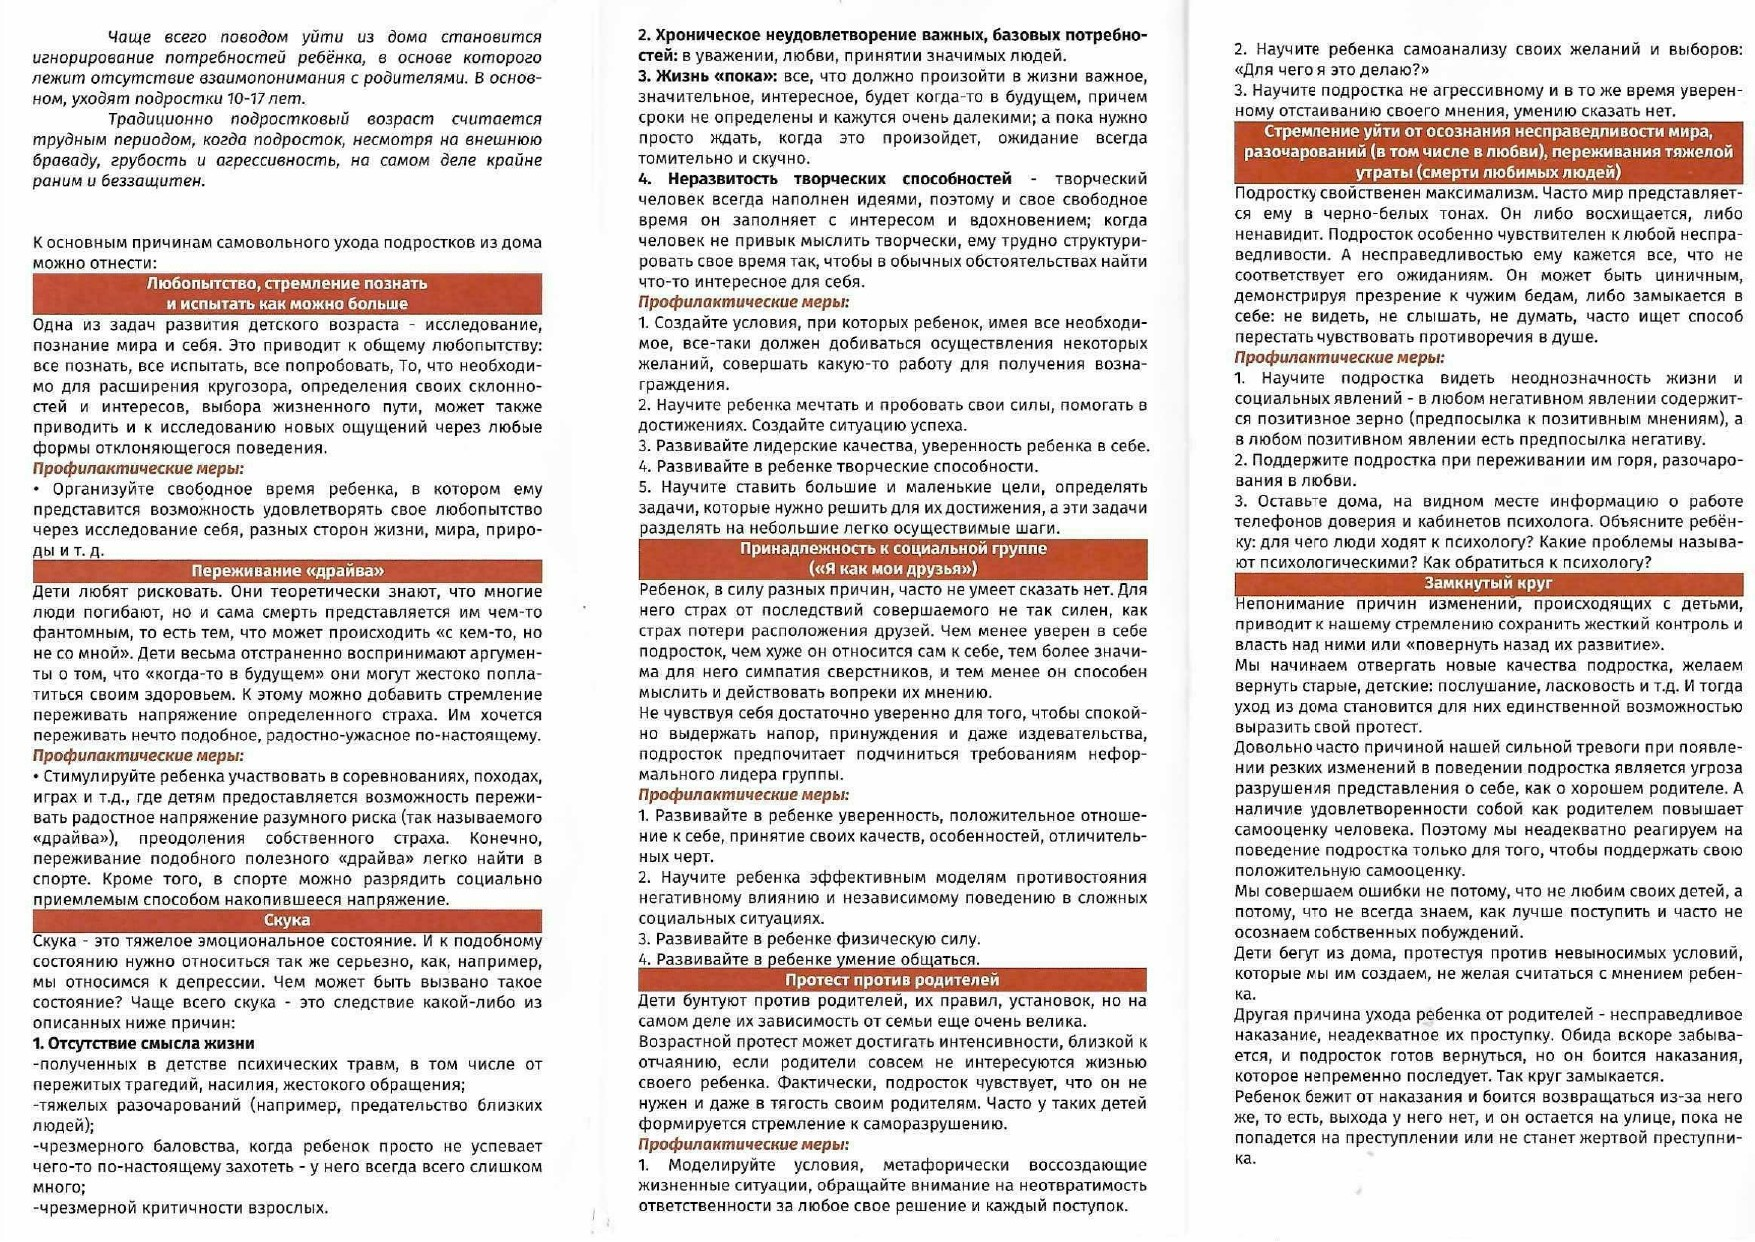 Чаще всего поводом уйти из дома становится
игнорирование потребностей ребёнка, в основе которого
лежит отсутствие взаимопонимания с родителями. В основ-
ном, уходят подростки 10-17 лет.
Традиционно подростковый возраст считается
трудным периодом, когда подросток, несмотря на внешнюю
браваду, грубость и агрессивность, на самом деле крайне
раним и беззащитен.
К основным причинам самовольного ухода подростков из дома
можно отнести:
Любопытство, стремление познать
и испытать как можно больше
Одна из задач развития детского возраста - исследование,
познание мира и себя. Это приводит к общему любопытству:
все познать, все испытать, все попробовать, То, что необходи-
мо для расширения кругозора, определения своих склонно-
стей и интересов, выбора жизненного пути, может также
приводить и к исследованию новых ощущений через любые
формы отклоняющегося поведения.
Профилактические меры:
• Организуйте свободное время ребенка, в котором ему
представится возможность удовлетворять свое любопытство
через исследование себя, разных сторон жизни, мира, приро-
ды и т. д.
Переживание «драйва»
Дети любят рисковать. Они теоретически знают, что многие
люди погибают, но и сама смерть представляется им чем-то
фантомным, то есть тем, что может происходить «с кем-то, но
не со мной». Дети весьма отстраненно воспринимают аргумен-
ты о том, что «когда-то в будущем» они могут жестоко попла-
титься своим здоровьем. К этому можно добавить стремление
переживать напряжение определенного страха. Им хочется
переживать нечто подобное, радостно-ужасное по-настоящему.
Профилактические меры:
• Стимулируйте ребенка участвовать в соревнованиях, походах,
играх и т.д., где детям предоставляется возможность пережи-
вать радостное напряжение разумного риска (так называемого
«драйва»), преодоления собственного страха. Конечно,
переживание подобного полезного «драйва» легко найти в
спорте. Кроме того, в спорте можно разрядить социально
приемлемым способом накопившееся напряжение.
Скука
Скука - это тяжелое эмоциональное состояние. И к подобному
состоянию нужно относиться так же серьезно, как, например,
мы относимся к депрессии. Чем может быть вызвано такое
состояние? Чаще всего скука - это следствие какой-либо из
описанных ниже причин:
1. Отсутствие смысла жизни
-полученных в детстве психических травм, в том числе от
пережитых трагедий, насилия, жестокого обращения;
-тяжелых разочарований (например, предательство близких
людей);
-чрезмерного баловства, когда ребенок просто не успевает
чего-то по-настоящему захотеть - у него всегда всего слишком
много;
-чрезмерной критичности взрослых.
2. Хроническое неудовлетворение важных, базовых потребно-
стей: в уважении, любви, принятии значимых людей.
3. Жизнь «пока»: все, что должно произойти в жизни важное,
значительное, интересное, будет когда-то в будущем, причем
сроки не определены и кажутся очень далекими; а пока нужно
просто ждать, когда это произойдет, ожидание всегда
томительно и скучно.
4. Неразвитость творческих способностей - творческий
человек всегда наполнен идеями, поэтому и свое свободное
время он заполняет с интересом и вдохновением; когда
человек не привык мыслить творчески, ему трудно структури-
ровать свое время так, чтобы в обычных обстоятельствах найти
что-то интересное для себя.
Профилактические меры:
1. Создайте условия, при которых ребенок, имея все необходи-
мое, все-таки должен добиваться осуществления некоторых
желаний, совершать какую-то работу для получения возна-
граждения.
2. Научите ребенка мечтать и пробовать свои силы, помогать в
достижениях. Создайте ситуацию успеха.
3. Развивайте лидерские качества, уверенность ребенка в себе.
4. Развивайте в ребенке творческие способности.
5. Научите ставить большие и маленькие цели, определять
задачи, которые нужно решить для их достижения, а эти задачи
разделять на небольшие легко осуществимые шаги.
Принадлежность к социальной группе
(«Я как мои друзья»)
Ребенок, в силу разных причин, часто не умеет сказать нет. Для
него страх от последствий совершаемого не так силен, как
страх потери расположения друзей. Чем менее уверен в себе
подросток, чем хуже он относится сам к себе, тем более значи-
ма для него симпатия сверстников, и тем менее он способен
мыслить и действовать вопреки их мнению.
Не чувствуя себя достаточно уверенно для того, чтобы спокой-
но выдержать напор, принуждения и даже издевательства,
подросток предпочитает подчиниться требованиям нефор-
мального лидера группы.
Профилактические меры:
1. Развивайте в ребенке уверенность, положительное отноше-
ние к себе, принятие своих качеств, особенностей, отличитель-
ных черт.
2. Научите ребенка эффективным моделям противостояния
негативному влиянию и независимому поведению в сложных
социальных ситуациях.
3. Развивайте в ребенке физическую силу.
4. Развивайте в ребенке умение общаться.
Протест против родителей
Дети бунтуют против родителей, их правил, установок, но на
самом деле их зависимость от семьи еще очень велика.
Возрастной протест может достигать интенсивности, близкой к
отчаянию, если родители совсем не интересуются жизнью
своего ребенка. Фактически, подросток чувствует, что он не
нужен и даже в тягость своим родителям. Часто у таких детей
формируется стремление к саморазрушению.
Профилактические меры:
1. Моделируйте условия, метафорически воссоздающие
жизненные ситуации, обращайте внимание на неотвратимость
ответственности за любое свое решение и каждый поступок.
2. Научите ребенка самоанализу своих желаний и выборов:
«Для чего я это делаю?»
3. Научите подростка не агрессивному и в то же время уверен-
ному отстаиванию своего мнения, умению сказать нет.
Стремление уйти от осознания несправедливости мира,
разочарований (в том числе в любви), переживания тяжелой
утраты (смерти любимых людей)
Подростку свойственен максимализм. Часто мир представляет-
ся ему в черно-белых тонах. Он либо восхищается, либо
ненавидит. Подросток особенно чувствителен к любой неспра-
ведливости. А несправедливостью ему кажется все, что не
соответствует его ожиданиям. Он может быть циничным,
демонстрируя презрение к чужим бедам, либо замыкается в
себе: не видеть, не слышать, не думать, часто ищет способ
перестать чувствовать противоречия в душе.
Профилактические меры:
1. Научите подростка видеть неоднозначность жизни и
социальных явлений - в любом негативном явлении содержит-
ся позитивное зерно (предпосылка к позитивным мнениям), а
в любом позитивном явлении есть предпосылка негативу.
2. Поддержите подростка при переживании им горя, разочаро-
вания в любви.
3. Оставьте дома, на видном месте информацию о работе
телефонов доверия и кабинетов психолога. Объясните ребён-
ку: для чего люди ходят к психологу? Какие проблемы называ-
ют психологическими? Как обратиться к психологу?
Замкнутый круг
Непонимание причин изменений, происходящих с детьми,
приводит к нашему стремлению сохранить жесткий контроль и
власть над ними или «повернуть назад их развитие».
Мы начинаем отвергать новые качества подростка, желаем
вернуть старые, детские: послушание, ласковость и т.д. И тогда
уход из дома становится для них единственной возможностью
выразить свой протест.
Довольно часто причиной нашей сильной тревоги при появле-
нии резких изменений в поведении подростка является угроза
разрушения представления о себе, как о хорошем родителе. А
наличие удовлетворенности собой как родителем повышает
самооценку человека. Поэтому мы неадекватно реагируем на
поведение подростка только для того, чтобы поддержать свою
положительную самооценку.
Мы совершаем ошибки не потому, что не любим своих детей, а
потому, что не всегда знаем, как лучше поступить и часто не
осознаем собственных побуждений.
Дети бегут из дома, протестуя против невыносимых условий,
которые мы им создаем, не желая считаться с мнением ребен-
ка.
Другая причина ухода ребенка от родителей - несправедливое
наказание, неадекватное их проступку. Обида вскоре забыва-
ется, и подросток готов вернуться, но он боится наказания,
которое непременно последует. Так круг замыкается.
Ребенок бежит от наказания и боится возвращаться из-за него
же, то есть, выхода у него нет, и он остается на улице, пока не
попадется на преступлении или не станет жертвой преступни-
ка.